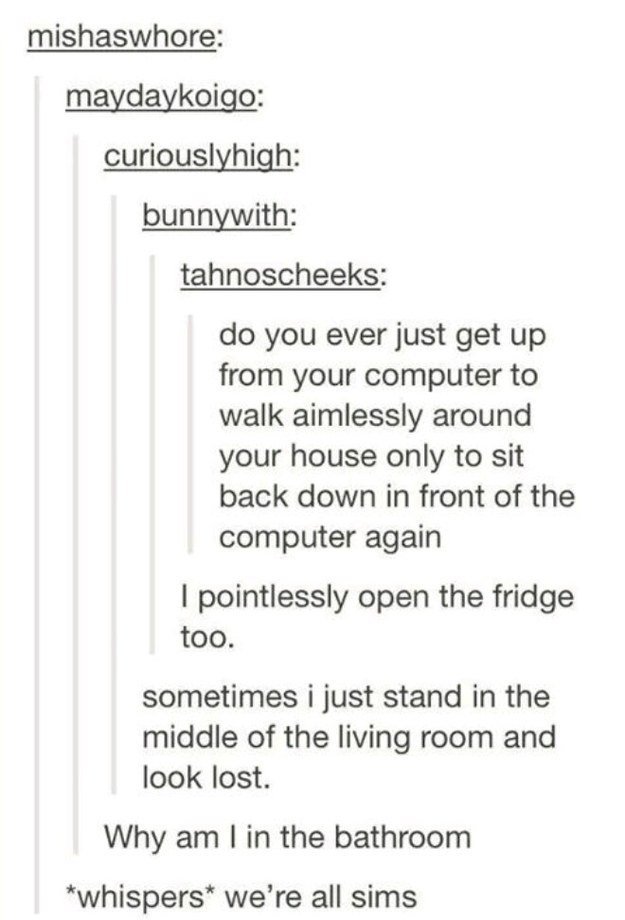 mishaswhore:
maydaykoigo:
curiouslyhigh:
bunnywith:
tahnoscheeks:
do you ever just get up
from your computer to
walk aimlessly around
your house only to sit
back down in front of the
computer again
I pointlessly open the fridge
too.
sometimes i just stand in the
middle of the living room and
look lost.
Why am I in the bathroom
*whispers* we're all sims